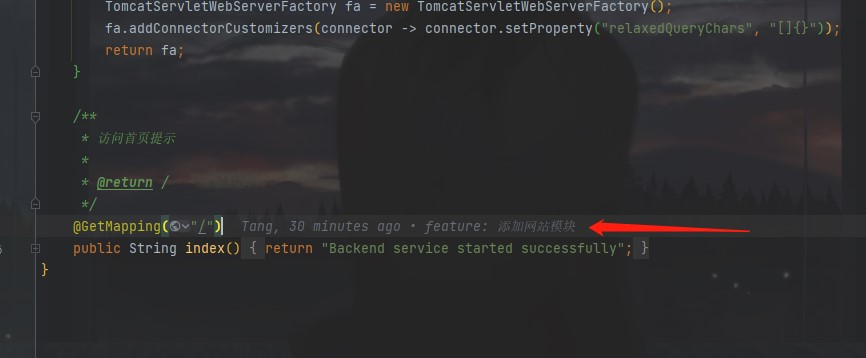 TomcatServletWebServerFactory fa = new TomcatServletWebServerFactory();
fa.addConnectorCustomizers(connector -> connector.setProperty("relaxedQueryChars", "[]{}"));
return fa;
}
/**
* 访问首页提示
*
* @return /
*/
@GetMapping("/") Tang, 30 minutes ago • feature: 添加网站模块
public String index() { return "Backend service started successfully"; }
}